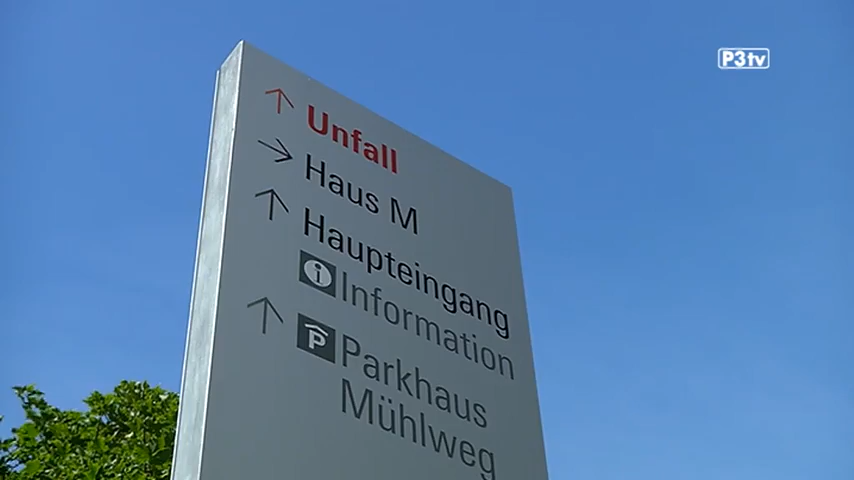 P3tv
Unfall
Haus M
Haupteingang
i Information
P Parkhaus
Mühlweg